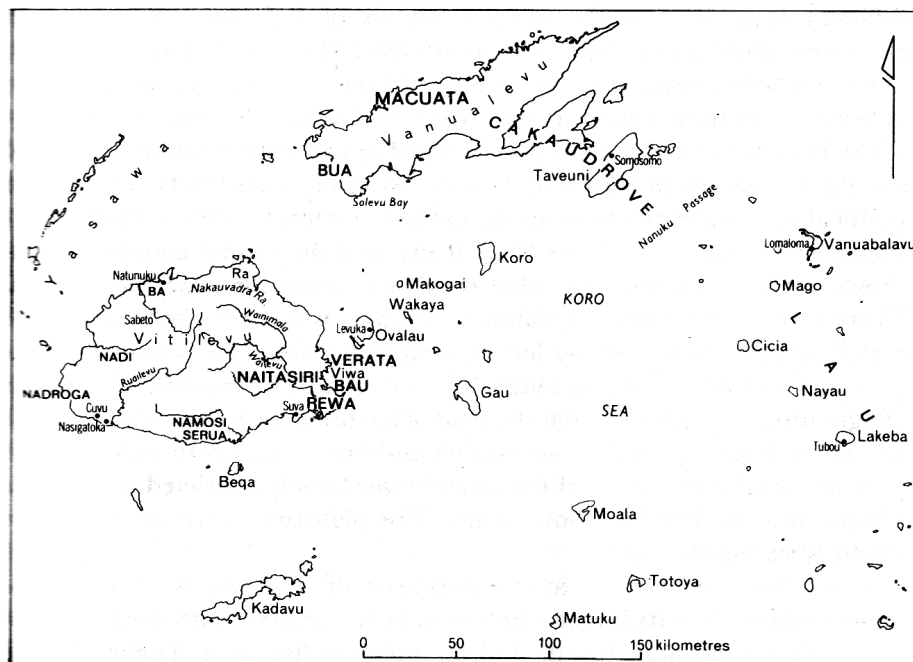 MACUATA
Vanualevu
CAKAUDROVE
BUA
Solevu Bay
Taveuni
Somosomo
Nanuku Passage
Yasawa
Lomaloma
Vanuabalavu
Koro
Makogai
Wakaya
KORO
SEA
Mago
LAU
Natunuku
BA
Ra
Nakauvadra Ra
Sabeto
Wainimala
Vitilevu
Levuka
Ovalau
NADI
Ruailevu
Wailevu
VERATA
Viwa
NAITASIRI
BAU
REWA
Cicia
NADROGA
Cuvu
Nasigatoka
NAMOSI
SERUA
Suva
Gau
Nayau
Tubou
Lakeba
Beqa
Moala
Kadavu
Totoya
Matuku
0 50 100 150 kilometres